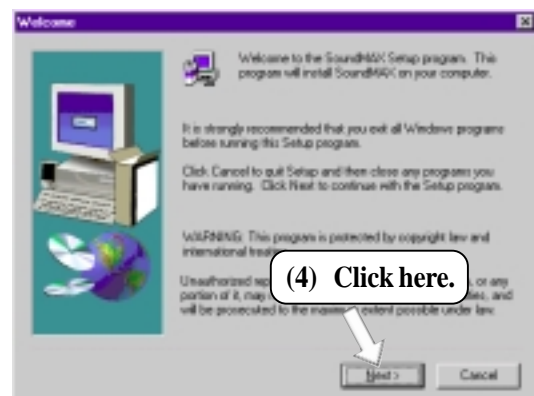 Welcome
Welcome to the SoundMAX Setup program. This
program will install SoundMAX on your computer.
It is strongly recommended that you exit all Windows programs
before running this Setup program.
Click Cancel to quit Setup and then close any programs you
have running. Click Next to continue with the Setup program.
WARNING: This program is protected by copyright law and
international
(4) Click here.
Unauthorized or any
portion of it, may and
will be prosecuted to the maximum extent possible under law.
Next > Cancel